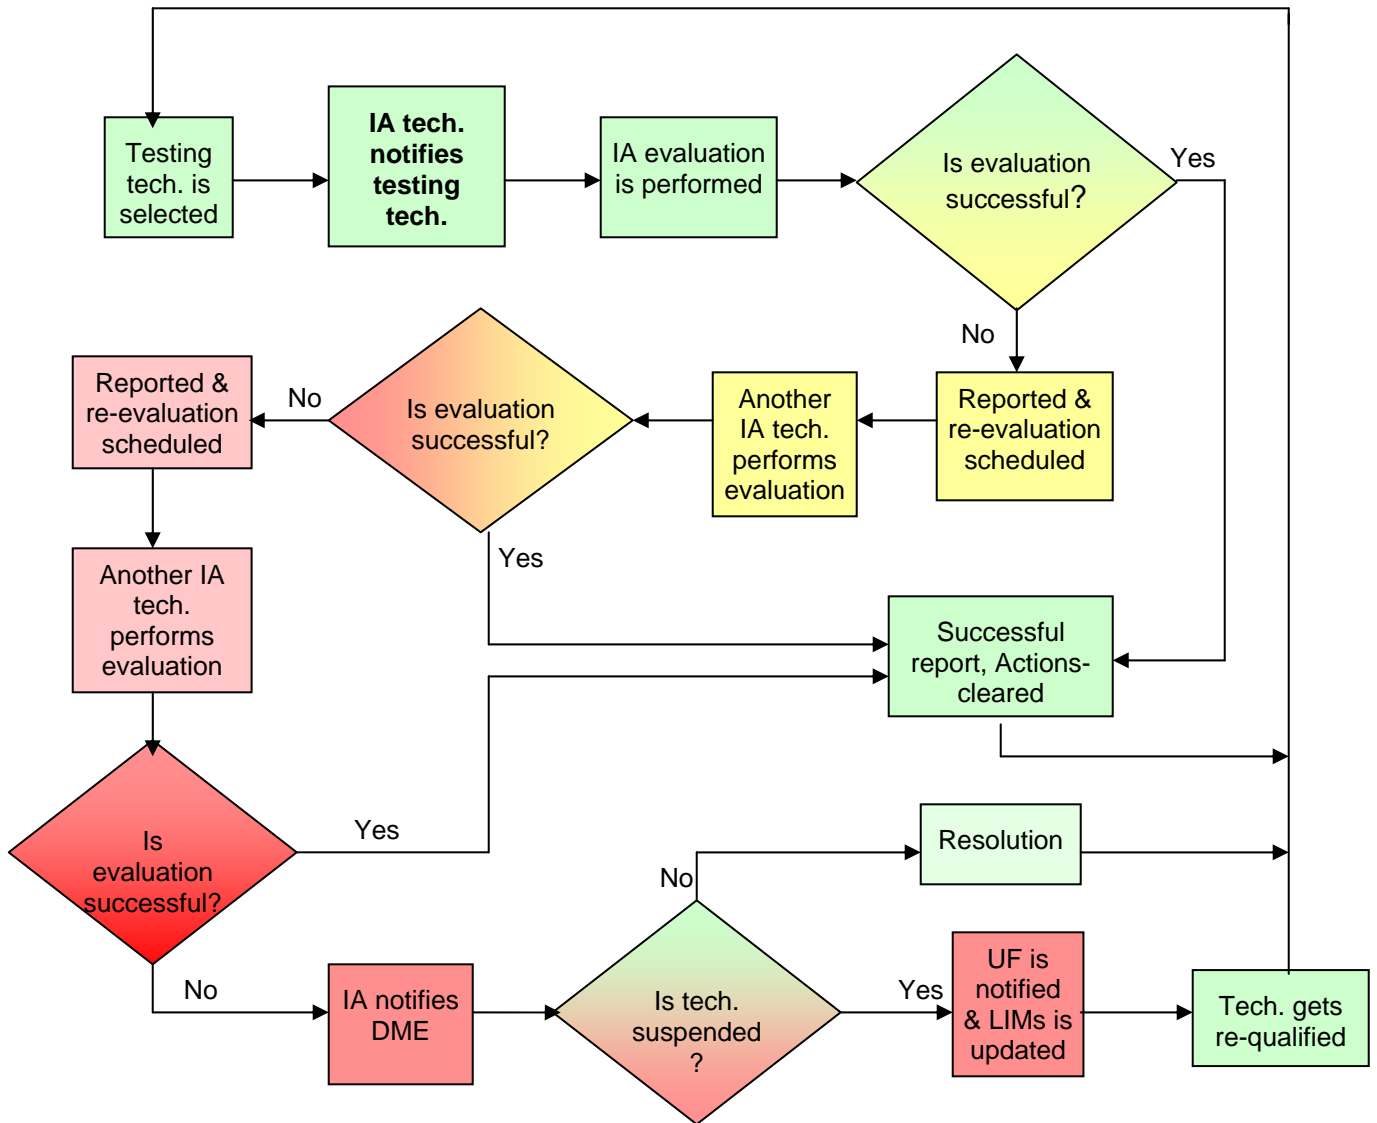 Testing
tech. is
selected
IA tech.
notifies
testing
tech.
IA evaluation
is performed
Is evaluation
successful?
Yes
No
Reported &
re-evaluation
scheduled
Another
IA tech.
performs
evaluation
Is evaluation
successful?
No
Yes
Reported &
re-evaluation
scheduled
Another IA
tech.
performs
evaluation
Successful
report, Actions-
cleared
Is
evaluation
successful?
Yes
No
IA notifies
DME
Is tech.
suspended
?
No
Resolution
Yes
UF is
notified
& LIMs is
updated
Tech. gets
re-qualified